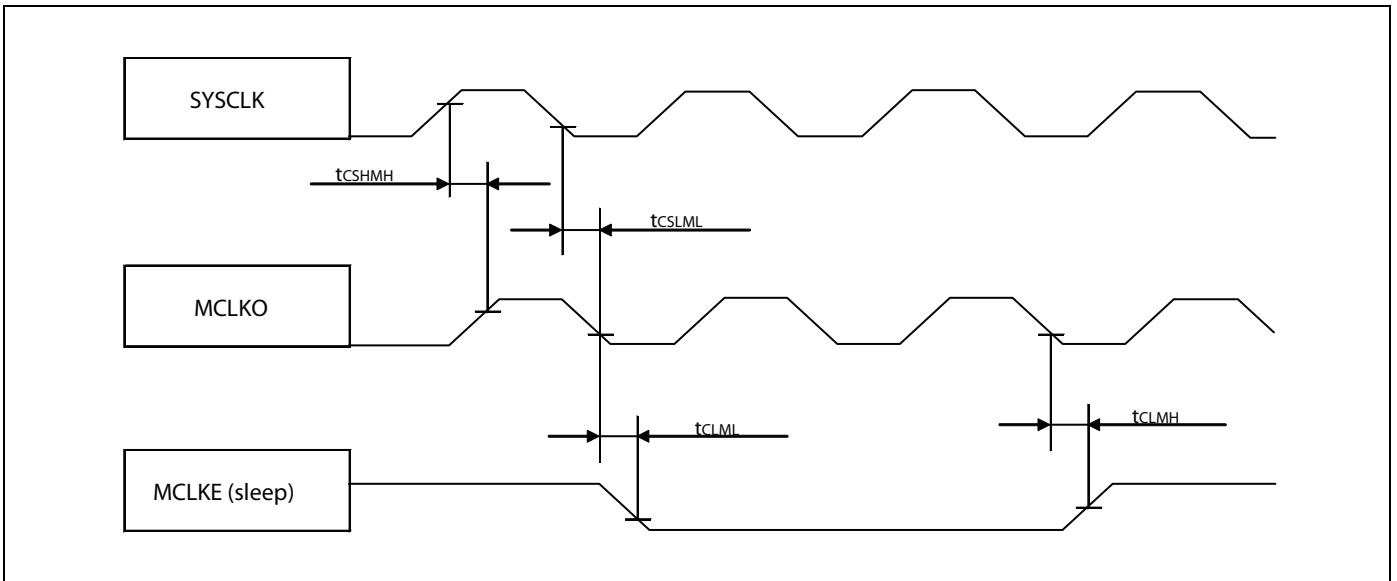 SYSCLK
tCSHMH
tCSLML
MCLKO
tCLML
tCLMH
MCLKE (sleep)